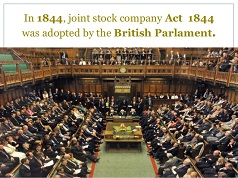 In 1844, joint stock company Act 1844
was adopted by the British Parlament.